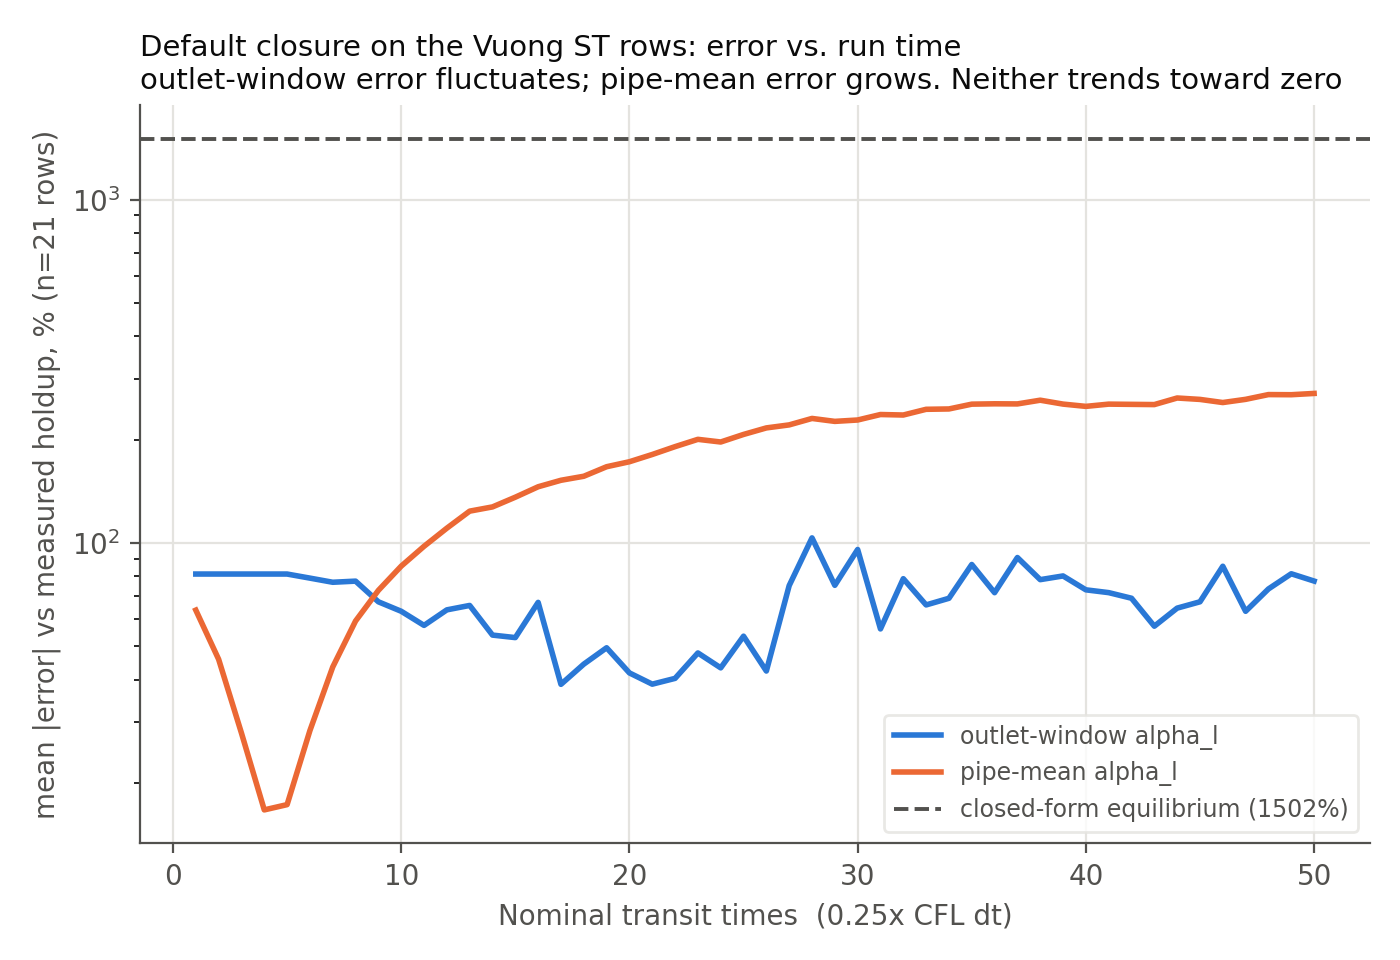 Default closure on the Vuong ST rows: error vs. run time
outlet-window error fluctuates; pipe-mean error grows. Neither trends toward zero
mean |error| vs measured holdup, % (n=21 rows)
10³
10²
outlet-window alpha_l
pipe-mean alpha_l
closed-form equilibrium (1502%)
0 10 20 30 40 50
Nominal transit times (0.25x CFL dt)